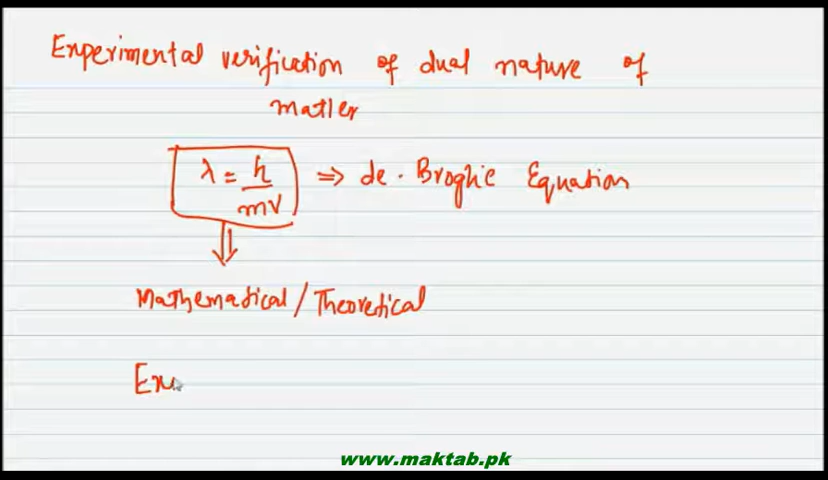 Experimental verification of dual nature of
matter
λ = h/mv ⇒ de-Broglie Equation
Mathematical/Theoretical
Ex
www.maktab.pk